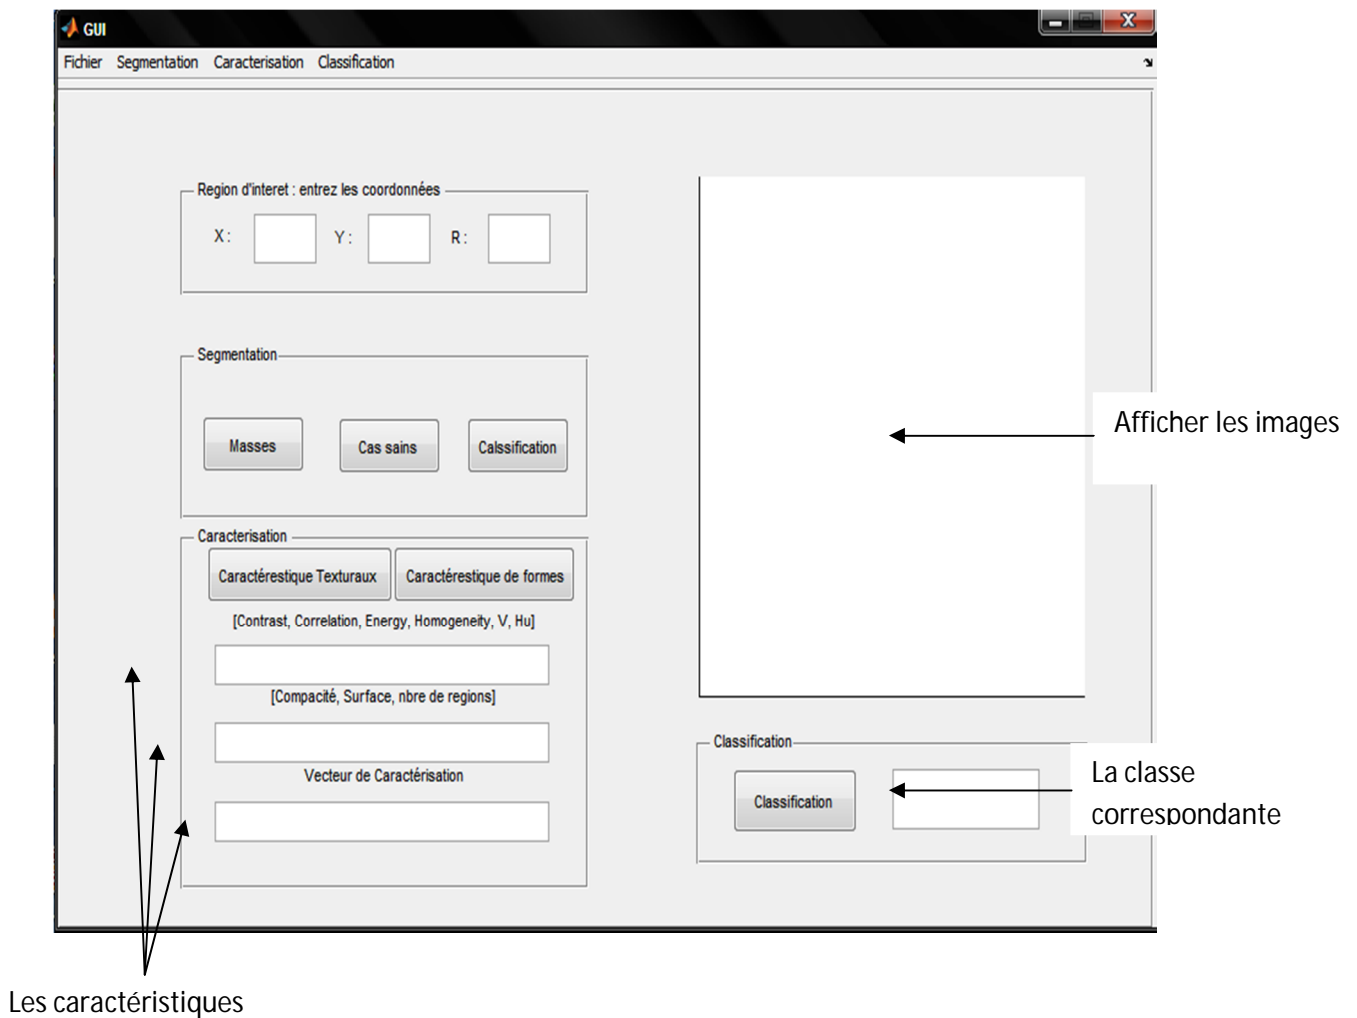 GUI
Fichier Segmentation Caracterisation Classification
Region d'interet : entrez les coordonnées
X : Y : R :
Segmentation
Masses Cas sains Calssification
Caracterisation
Caractérestique Texturaux Caractérestique de formes
[Contrast, Correlation, Energy, Homogeneity, V, Hu]
[Compacité, Surface, nbre de regions]
Vecteur de Caractérisation
Afficher les images
Classification
Classification
La classe
correspondante
Les caractéristiques